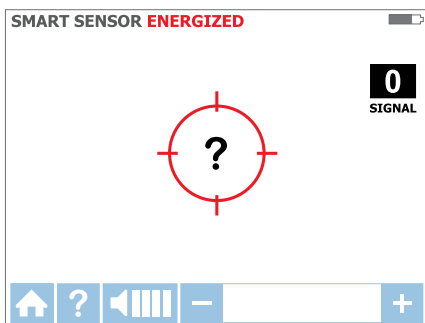 SMART SENSOR ENERGIZED
0
SIGNAL
?
? − +